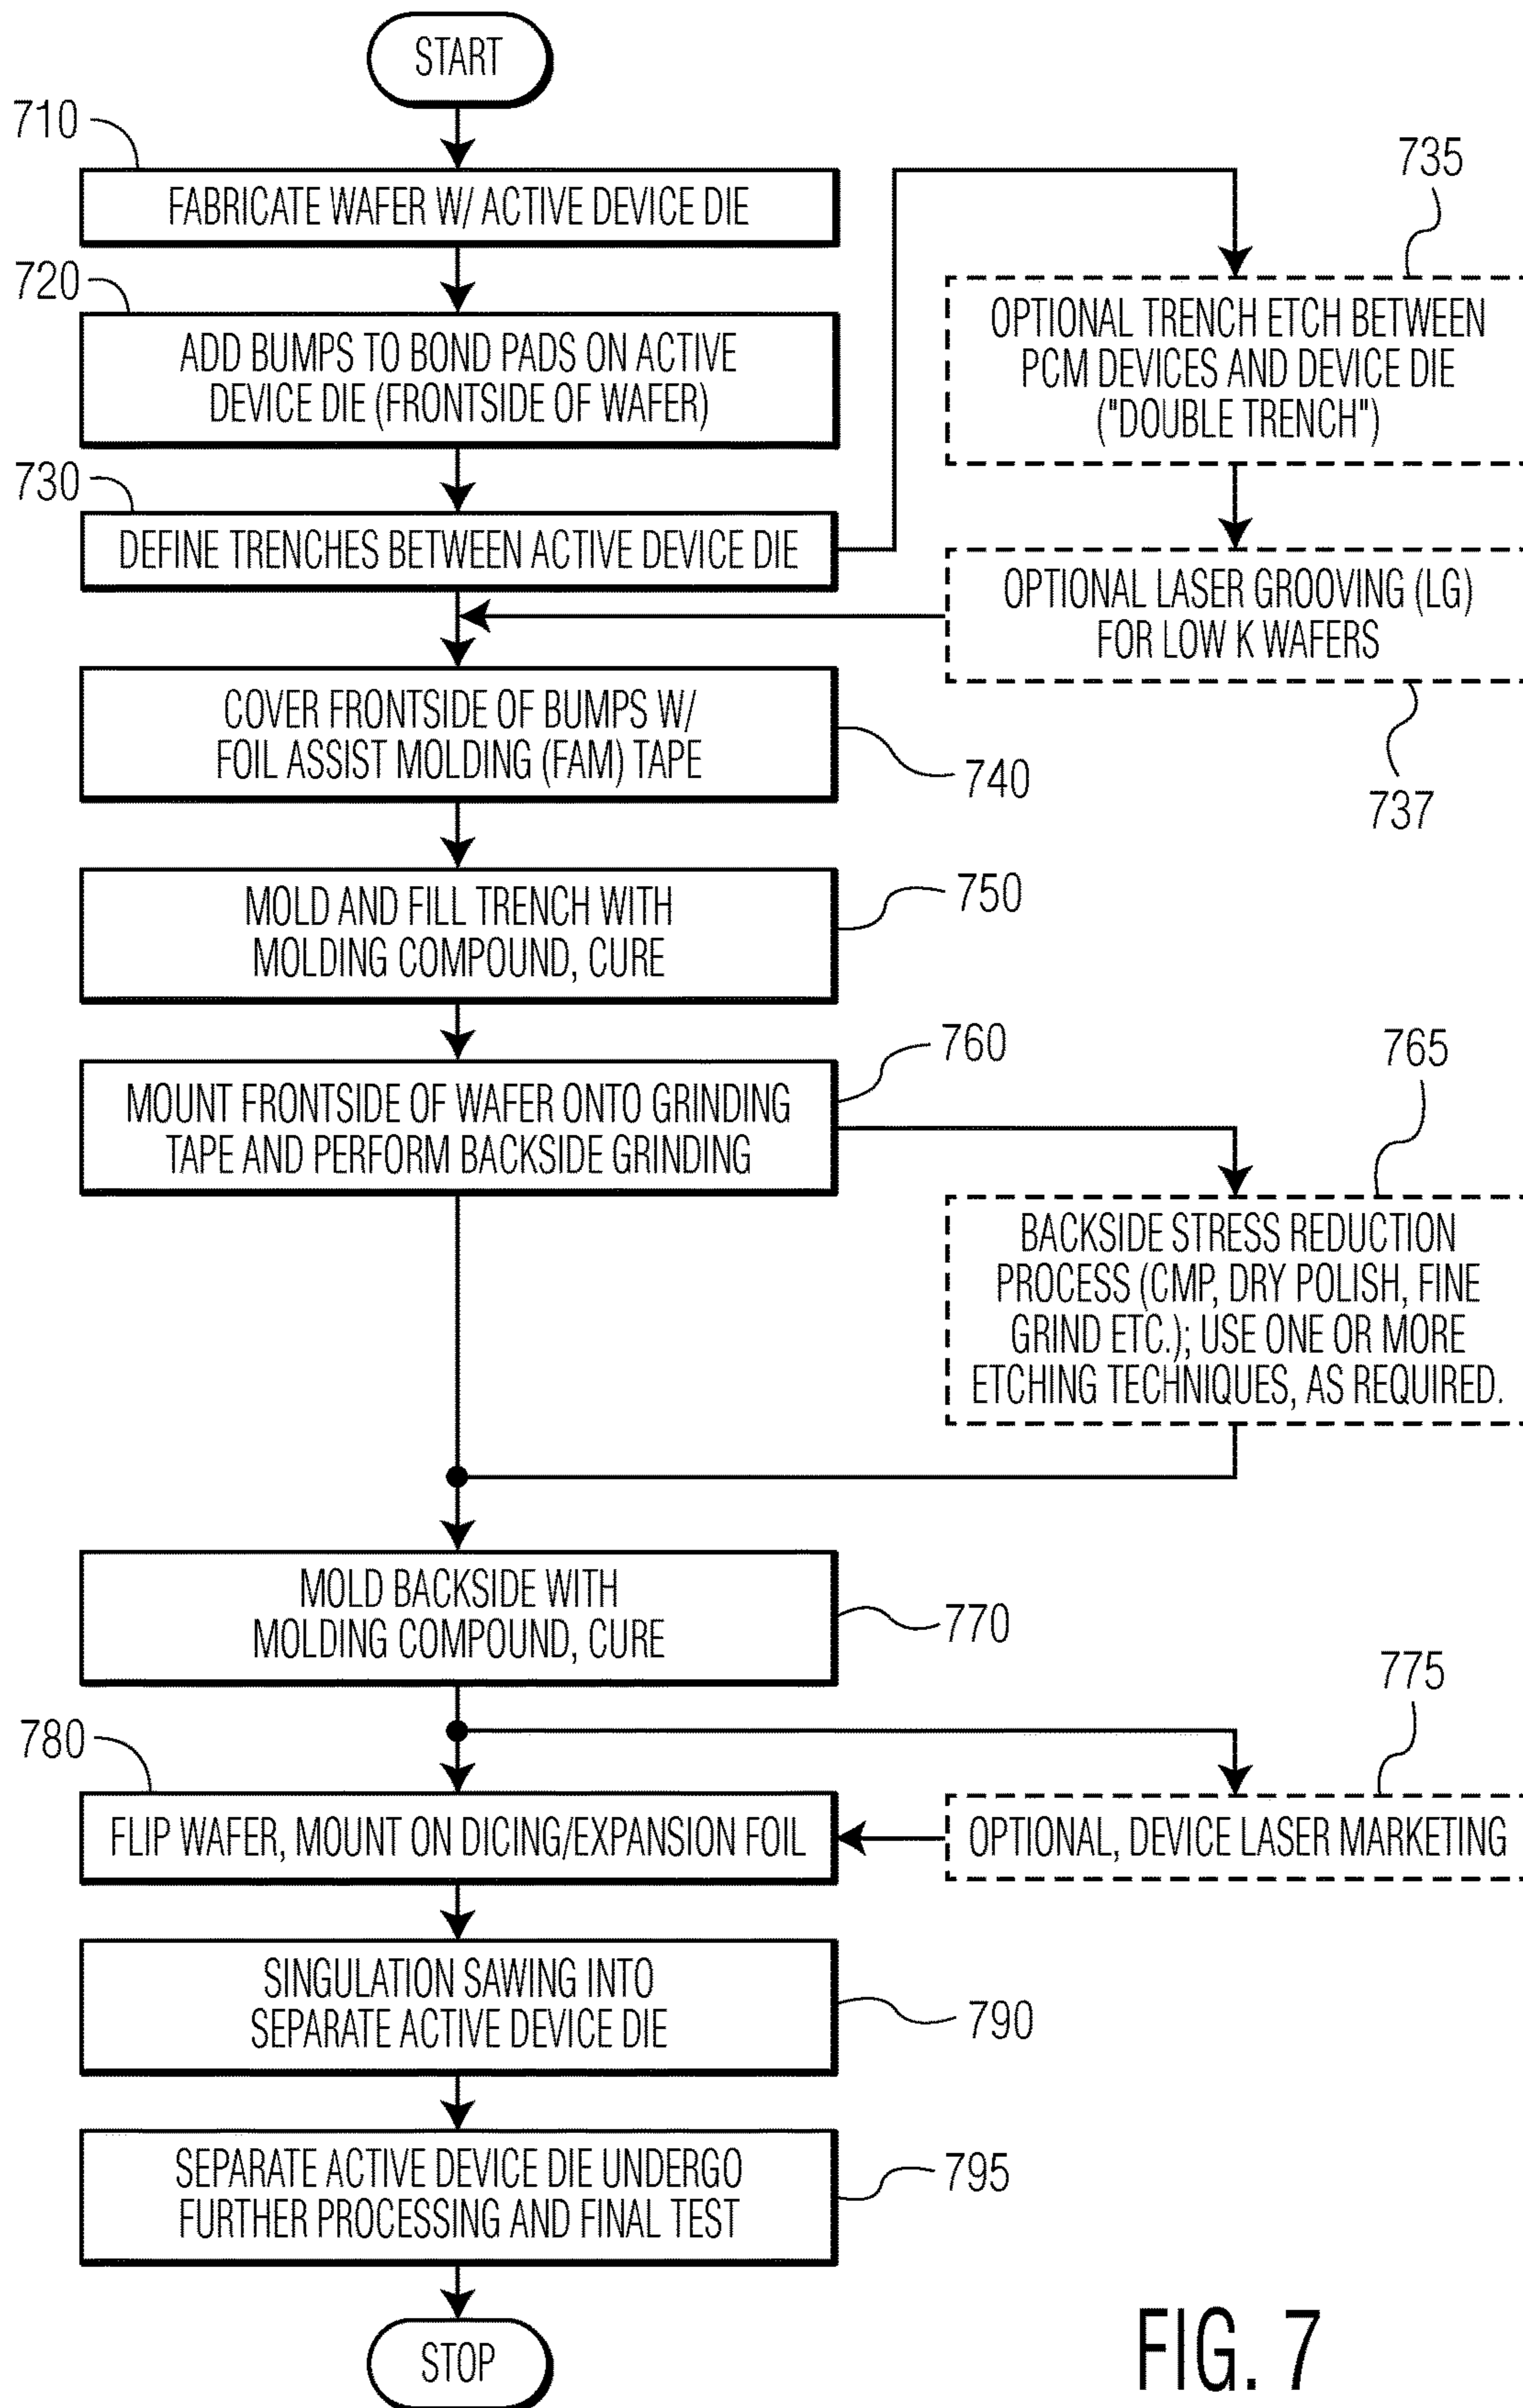 START
710
FABRICATE WAFER W/ ACTIVE DEVICE DIE
720
ADD BUMPS TO BOND PADS ON ACTIVE
DEVICE DIE (FRONTSIDE OF WAFER)
730
DEFINE TRENCHES BETWEEN ACTIVE DEVICE DIE
735
OPTIONAL TRENCH ETCH BETWEEN
PCM DEVICES AND DEVICE DIE
("DOUBLE TRENCH")
OPTIONAL LASER GROOVING (LG)
FOR LOW K WAFERS
737
COVER FRONTSIDE OF BUMPS W/
FOIL ASSIST MOLDING (FAM) TAPE
740
MOLD AND FILL TRENCH WITH
MOLDING COMPOUND, CURE
750
MOUNT FRONTSIDE OF WAFER ONTO GRINDING
TAPE AND PERFORM BACKSIDE GRINDING
760
765
BACKSIDE STRESS REDUCTION
PROCESS (CMP, DRY POLISH, FINE
GRIND ETC.); USE ONE OR MORE
ETCHING TECHNIQUES, AS REQUIRED.
MOLD BACKSIDE WITH
MOLDING COMPOUND, CURE
770
775
OPTIONAL, DEVICE LASER MARKETING
780
FLIP WAFER, MOUNT ON DICING/EXPANSION FOIL
SINGULATION SAWING INTO
SEPARATE ACTIVE DEVICE DIE
790
SEPARATE ACTIVE DEVICE DIE UNDERGO
FURTHER PROCESSING AND FINAL TEST
795
STOP
FIG. 7